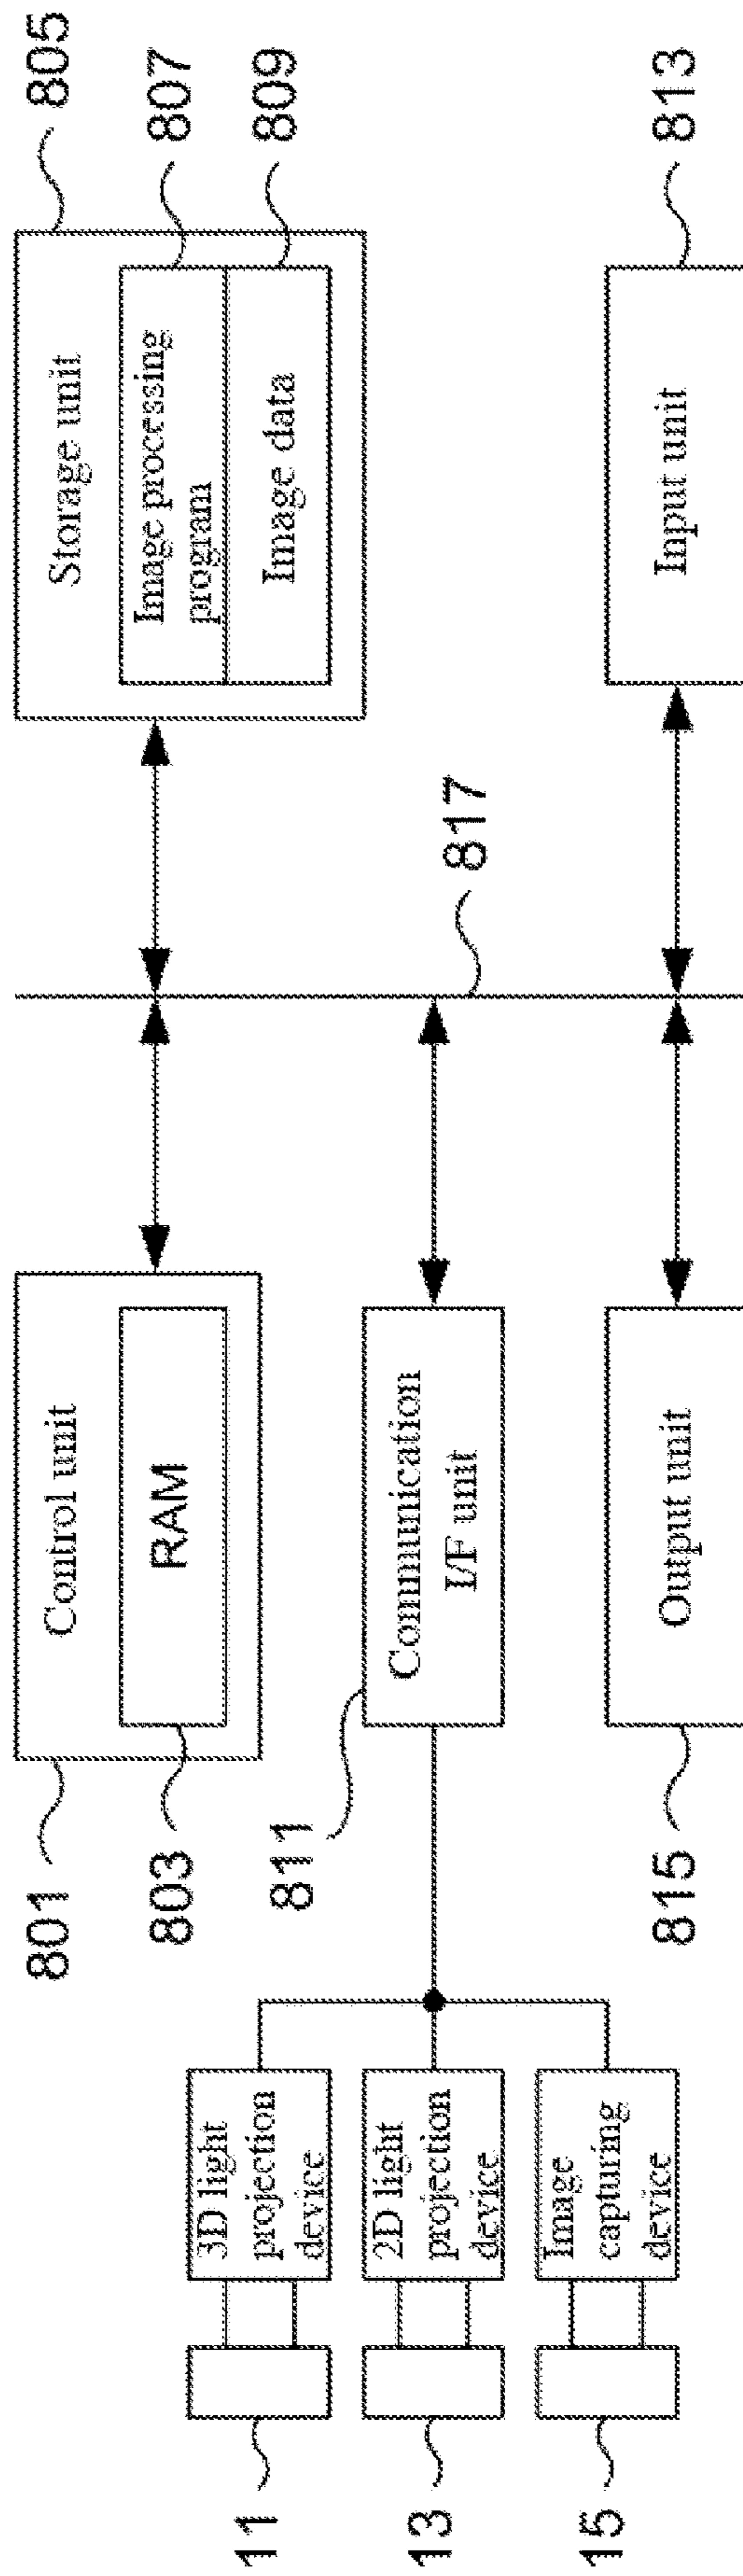 801
Control unit
RAM
803
805
Storage unit
Image processing
program
807
Image data
809
11
3D light
projection
device
13
2D light
projection
device
15
Image
capturing
device
811
Communication
I/F unit
817
815
Output unit
Input unit
813